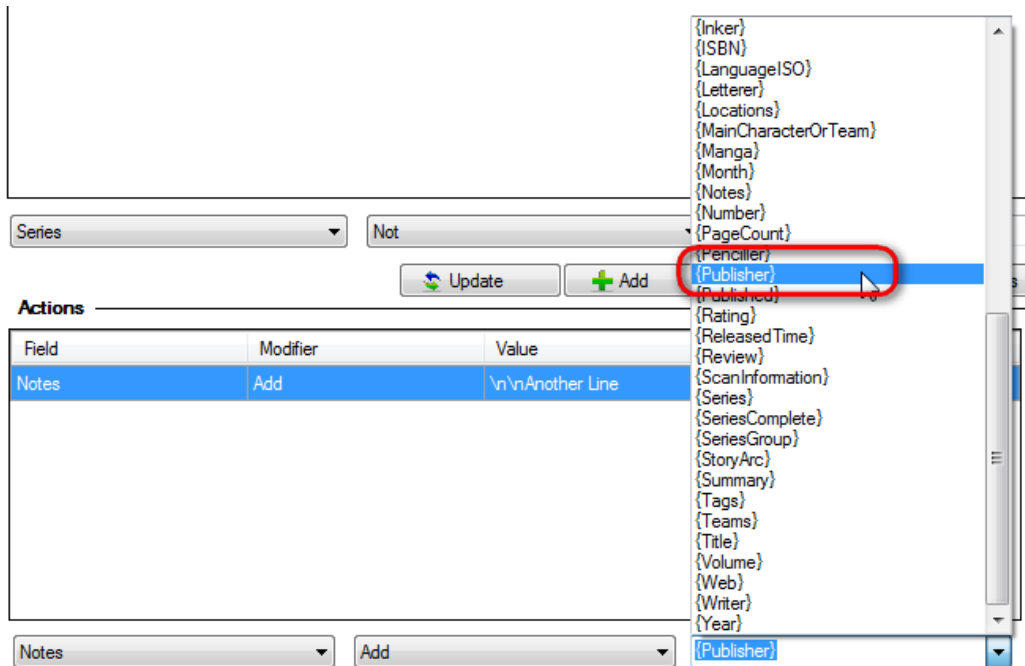 {Inker}
{ISBN}
{LanguageISO}
{Letterer}
{Locations}
{MainCharacterOrTeam}
{Manga}
{Month}
{Notes}
{Number}
{PageCount}
{Penciller}
{Publisher}
{Published}
{Rating}
{ReleasedTime}
{Review}
{ScanInformation}
{Series}
{SeriesComplete}
{SeriesGroup}
{StoryArc}
{Summary}
{Tags}
{Teams}
{Title}
{Volume}
{Web}
{Writer}
{Year}
Series Not
Update Add
Actions
Field Modifier Value
Notes Add \n\nAnother Line
Notes Add {Publisher}